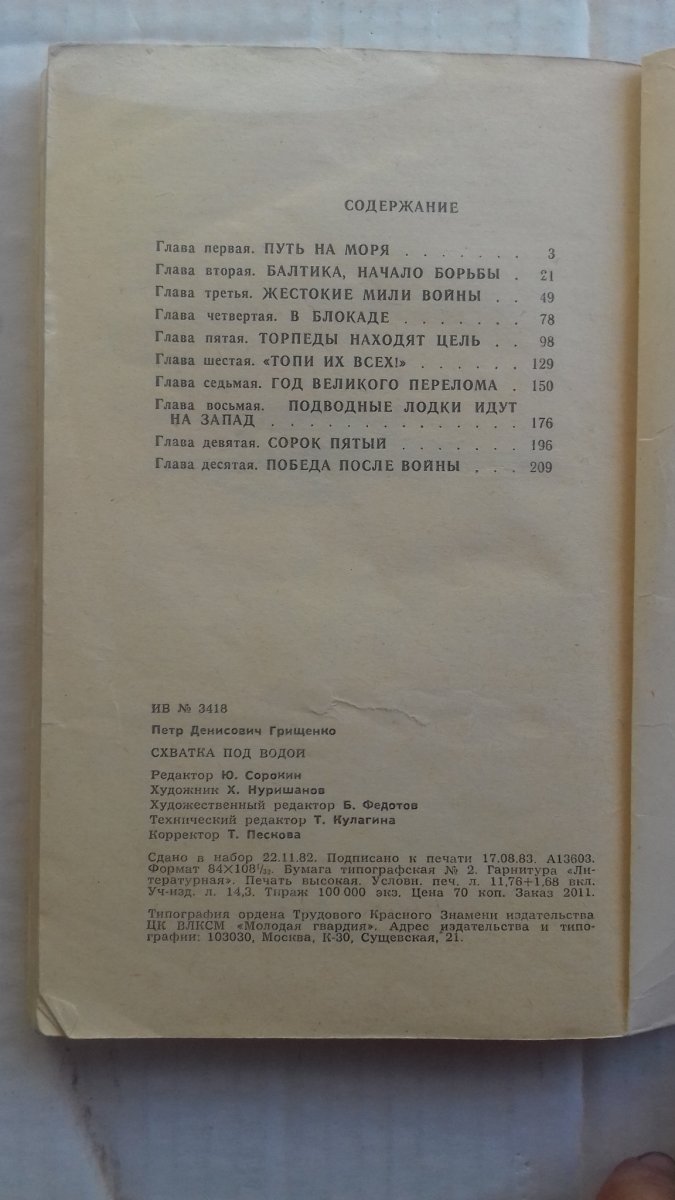 СОДЕРЖАНИЕ
Глава первая. ПУТЬ НА МОРЯ . . . . . . . 3
Глава вторая. БАЛТИКА, НАЧАЛО БОРЬБЫ . 21
Глава третья. ЖЕСТОКИЕ МИЛИ ВОЙНЫ . . 49
Глава четвертая. В БЛОКАДЕ . . . . . . . 78
Глава пятая. ТОРПЕДЫ НАХОДЯТ ЦЕЛЬ . . 98
Глава шестая. «ТОПИ ИХ ВСЕХ!» . . . . . . 129
Глава седьмая. ГОД ВЕЛИКОГО ПЕРЕЛОМА . 150
Глава восьмая. ПОДВОДНЫЕ ЛОДКИ ИДУТ
НА ЗАПАД . . . . . . . . . . . . . . 176
Глава девятая. СОРОК ПЯТЫЙ . . . . . . . 196
Глава десятая. ПОБЕДА ПОСЛЕ ВОЙНЫ . . . 209
ИВ № 3418
Петр Денисович Грищенко
СХВАТКА ПОД ВОДОЙ
Редактор Ю. Сорокин
Художник Х. Нуришанов
Художественный редактор Б. Федотов
Технический редактор Т. Кулагина
Корректор Т. Пескова
Сдано в набор 22.11.82. Подписано к печати 17.08.83. А13603.
Формат 84×108¹/₃₂. Бумага типографская № 2. Гарнитура «Ли-
тературная». Печать высокая. Условн. печ. л. 11,76+1,68 вкл.
Уч-изд. л. 14,3. Тираж 100 000 экз. Цена 70 коп. Заказ 2011.
Типография ордена Трудового Красного Знамени издательства
ЦК ВЛКСМ «Молодая гвардия». Адрес издательства и типо-
графии: 103030, Москва, К-30, Сущевская, 21.